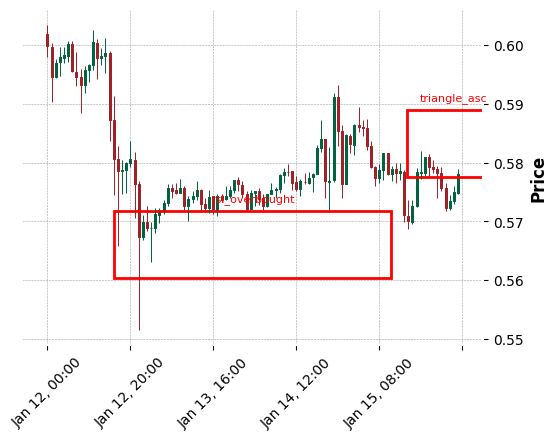 0.60
triangle_asc
0.59
0.58
Price
0.57
0.56
0.55
Jan 12, 00:00
Jan 12, 20:00
Jan 13, 16:00
Jan 14, 12:00
Jan 15, 08:00